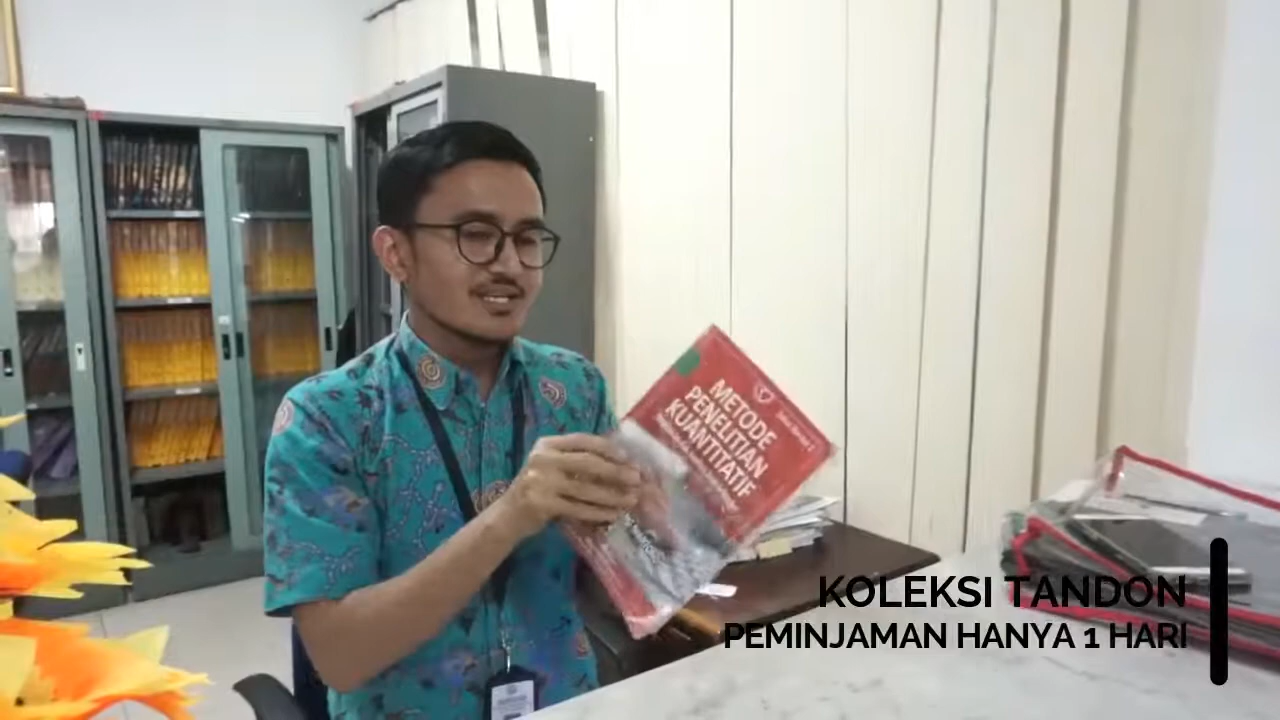 METODE
PENELITIAN
KUANTITATIF
KOLEKSI TANDON
PEMINJAMAN HANYA 1 HARI